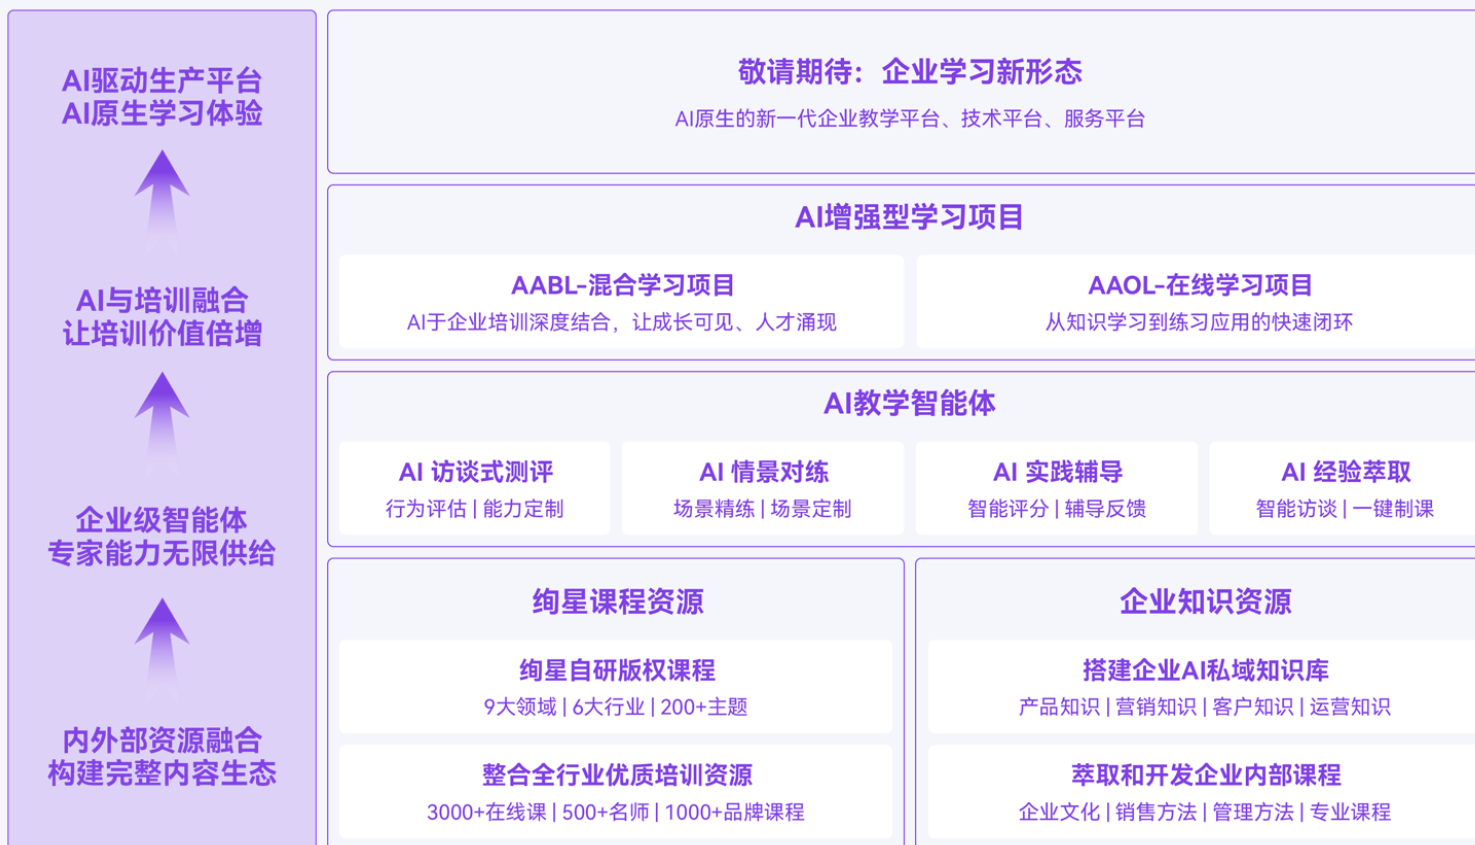 AI驱动生产平台
AI原生学习体验
AI与培训融合
让培训价值倍增
企业级智能体
专家能力无限供给
内外部资源融合
构建完整内容生态
敬请期待：企业学习新形态
AI原生的新一代企业教学平台、技术平台、服务平台
AI增强型学习项目
AABL-混合学习项目
AI于企业培训深度结合，让成长可见、人才涌现
AAOL-在线学习项目
从知识学习到练习应用的快速闭环
AI教学智能体
AI 访谈式测评
行为评估 | 能力定制
AI 情景对练
场景精练 | 场景定制
AI 实践辅导
智能评分 | 辅导反馈
AI 经验萃取
智能访谈 | 一键制课
绚星课程资源
绚星自研版权课程
9大领域 | 6大行业 | 200+主题
整合全行业优质培训资源
3000+在线课 | 500+名师 | 1000+品牌课程
企业知识资源
搭建企业AI私域知识库
产品知识 | 营销知识 | 客户知识 | 运营知识
萃取和开发企业内部课程
企业文化 | 销售方法 | 管理方法 | 专业课程